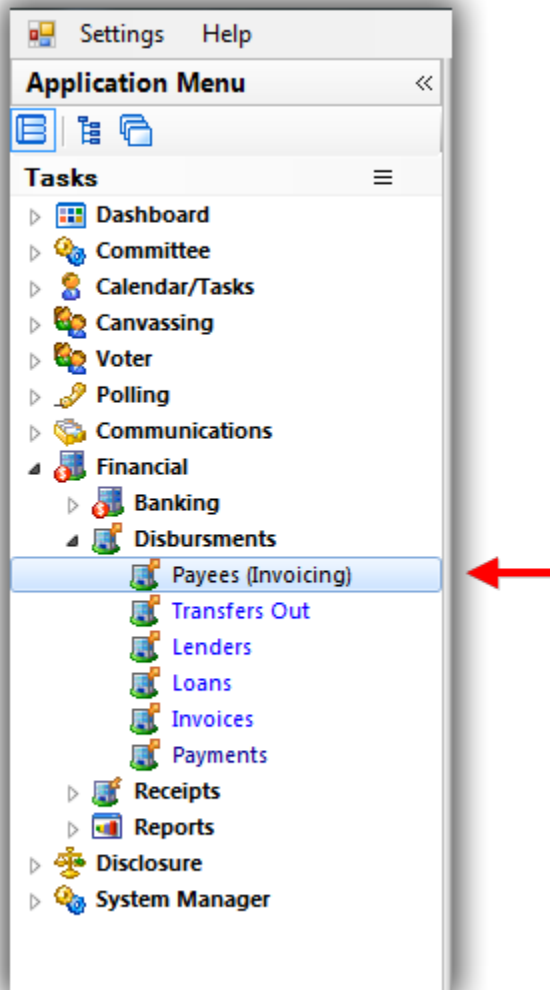 Settings Help
Application Menu
Tasks
Dashboard
Committee
Calendar/Tasks
Canvassing
Voter
Polling
Communications
Financial
Banking
Disbursments
Payees (Invoicing)
Transfers Out
Lenders
Loans
Invoices
Payments
Receipts
Reports
Disclosure
System Manager